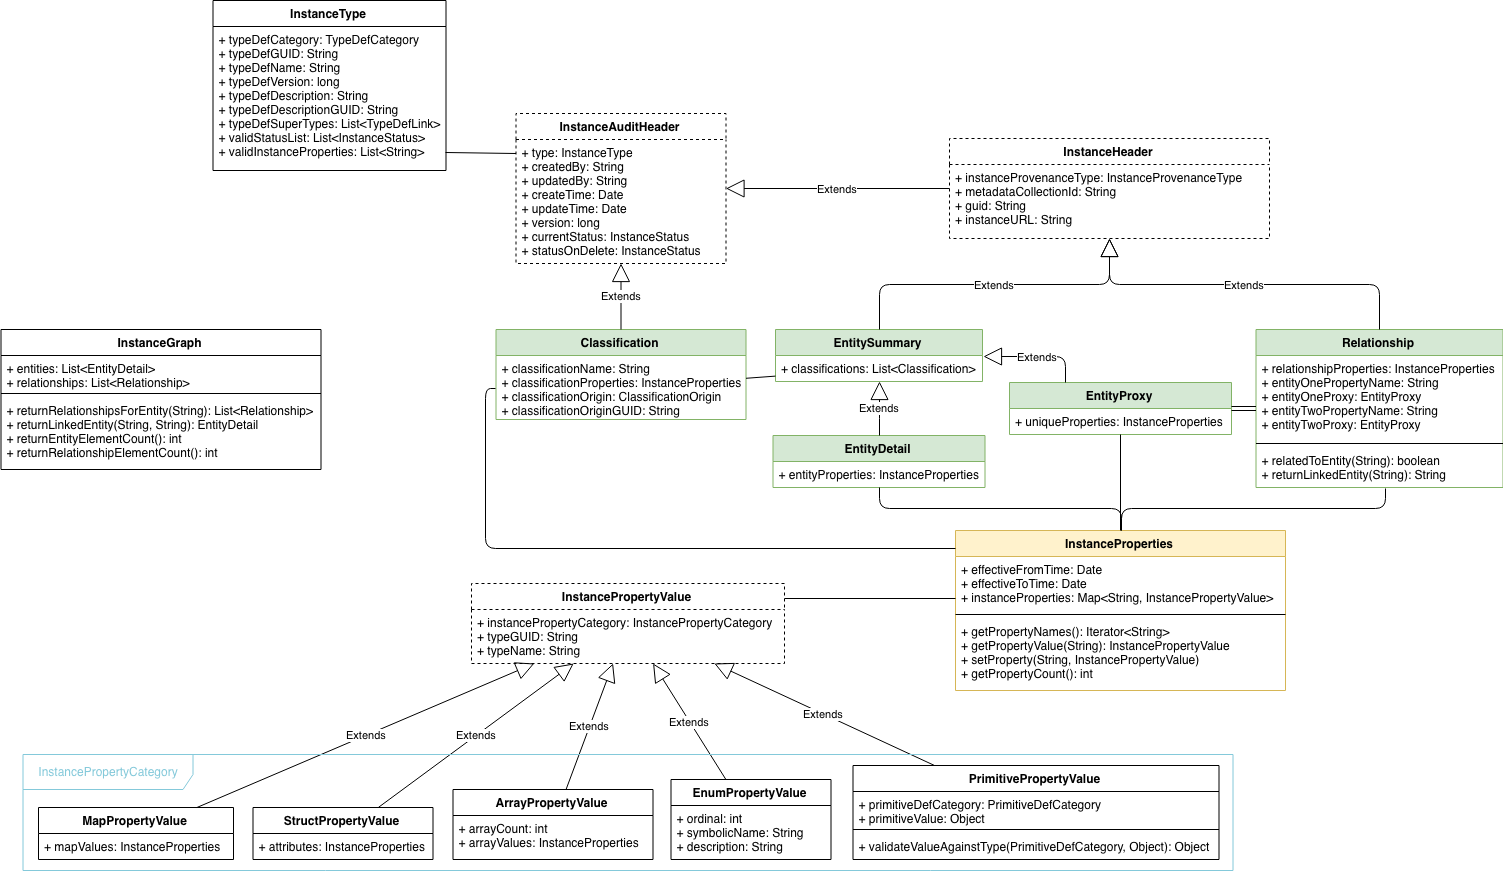 InstanceType
+ typeDefCategory: TypeDefCategory
+ typeDefGUID: String
+ typeDefName: String
+ typeDefVersion: long
+ typeDefDescription: String
+ typeDefDescriptionGUID: String
+ typeDefSuperTypes: List<TypeDefLink>
+ validStatusList: List<InstanceStatus>
+ validInstanceProperties: List<String>
InstanceAuditHeader
+ type: InstanceType
+ createdBy: String
+ updatedBy: String
+ createTime: Date
+ updateTime: Date
+ version: long
+ currentStatus: InstanceStatus
+ statusOnDelete: InstanceStatus
Extends
InstanceHeader
+ instanceProvenanceType: InstanceProvenanceType
+ metadataCollectionId: String
+ guid: String
+ instanceURL: String
Extends
Extends
Extends
InstanceGraph
+ entities: List<EntityDetail>
+ relationships: List<Relationship>
+ returnRelationshipsForEntity(String): List<Relationship>
+ returnLinkedEntity(String, String): EntityDetail
+ returnEntityElementCount(): int
+ returnRelationshipElementCount(): int
Classification
+ classificationName: String
+ classificationProperties: InstanceProperties
+ classificationOrigin: ClassificationOrigin
+ classificationOriginGUID: String
EntitySummary
+ classifications: List<Classification>
Extends
Extends
EntityProxy
+ uniqueProperties: InstanceProperties
Relationship
+ relationshipProperties: InstanceProperties
+ entityOnePropertyName: String
+ entityOneProxy: EntityProxy
+ entityTwoPropertyName: String
+ entityTwoProxy: EntityProxy
+ relatedToEntity(String): boolean
+ returnLinkedEntity(String): String
EntityDetail
+ entityProperties: InstanceProperties
InstanceProperties
+ effectiveFromTime: Date
+ effectiveToTime: Date
+ instanceProperties: Map<String, InstancePropertyValue>
+ getPropertyNames(): Iterator<String>
+ getPropertyValue(String): InstancePropertyValue
+ setProperty(String, InstancePropertyValue)
+ getPropertyCount(): int
InstancePropertyValue
+ instancePropertyCategory: InstancePropertyCategory
+ typeGUID: String
+ typeName: String
Extends
Extends
Extends
Extends
Extends
InstancePropertyCategory
MapPropertyValue
+ mapValues: InstanceProperties
StructPropertyValue
+ attributes: InstanceProperties
ArrayPropertyValue
+ arrayCount: int
+ arrayValues: InstanceProperties
EnumPropertyValue
+ ordinal: int
+ symbolicName: String
+ description: String
PrimitivePropertyValue
+ primitiveDefCategory: PrimitiveDefCategory
+ primitiveValue: Object
+ validateValueAgainstType(PrimitiveDefCategory, Object): Object